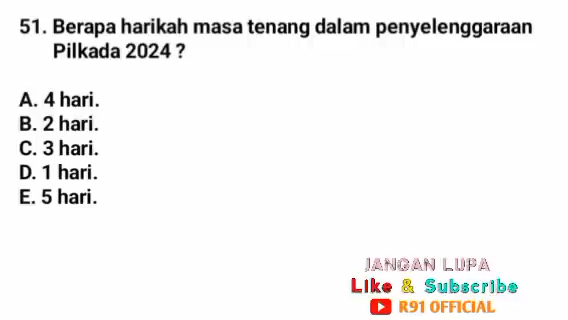 51. Berapa harikah masa tenang dalam penyelenggaraan
Pilkada 2024 ?
A. 4 hari.
B. 2 hari.
C. 3 hari.
D. 1 hari.
E. 5 hari.
JANGAN LUPA
Like & Subscribe
R91 OFFICIAL